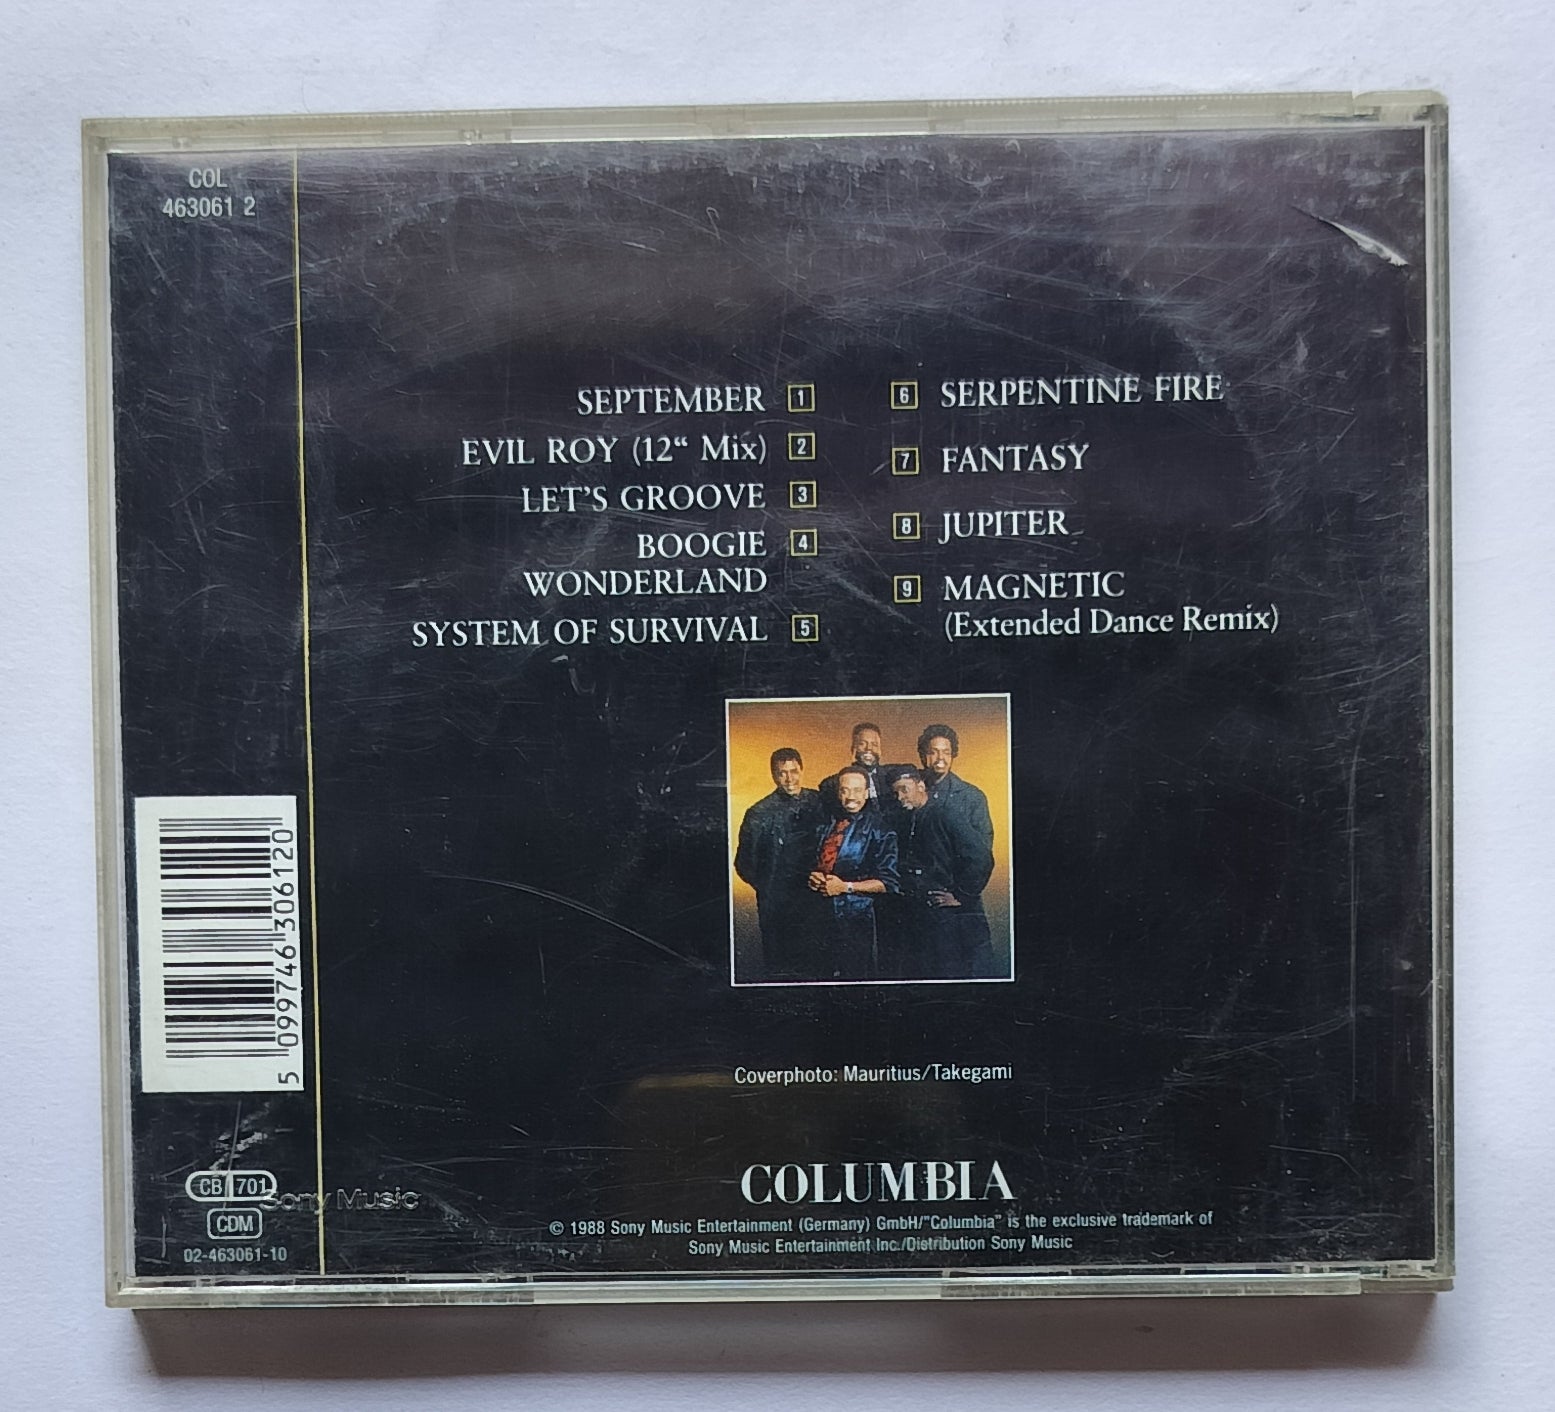 COL
463061 2
SEPTEMBER 1
EVIL ROY (12“ Mix) 2
LET'S GROOVE 3
BOOGIE 4
WONDERLAND
SYSTEM OF SURVIVAL 5
6 SERPENTINE FIRE
7 FANTASY
8 JUPITER
9 MAGNETIC
(Extended Dance Remix)
5 099746 306120
Coverphoto: Mauritius/Takegami
COLUMBIA
© 1988 Sony Music Entertainment (Germany) GmbH/"Columbia" is the exclusive trademark of
Sony Music Entertainment Inc./Distribution Sony Music
CB 701
Sony Music
CDM
02-463061-10